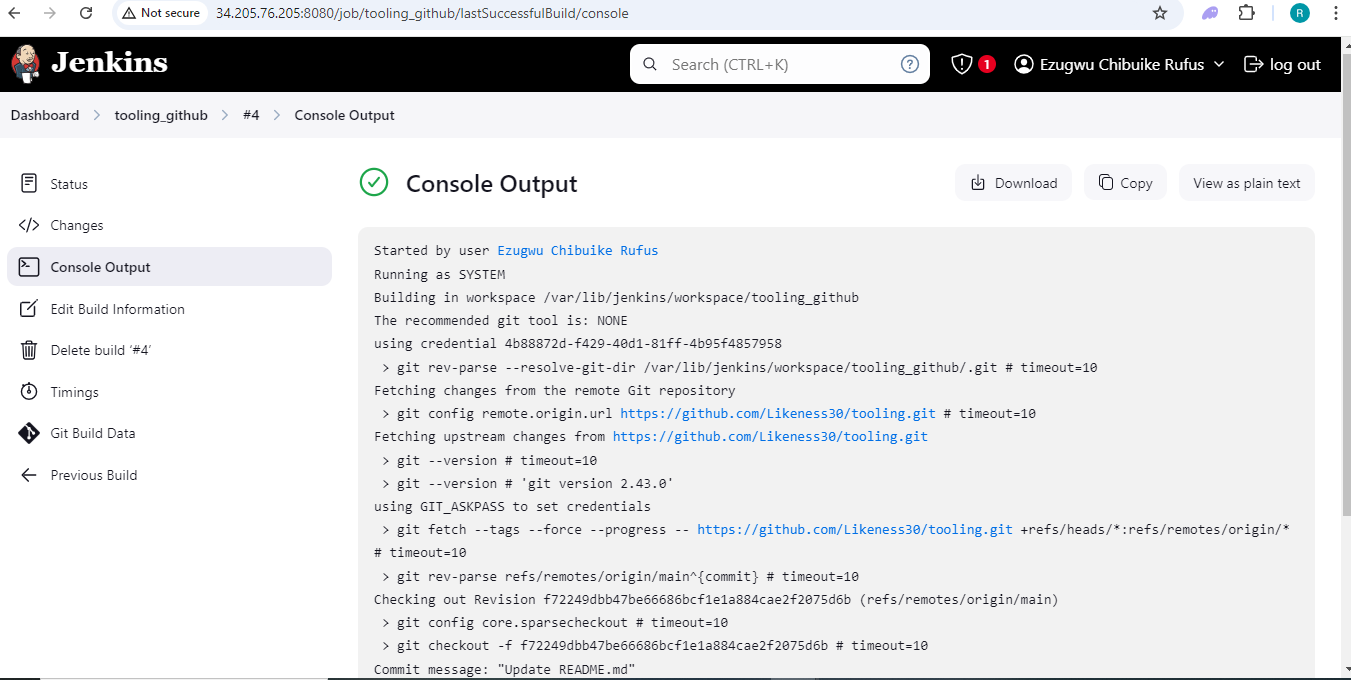 Not secure 34.205.76.205:8080/job/tooling_github/lastSuccessfulBuild/console
R
Jenkins
Search (CTRL+K)
?
1
Ezugwu Chibuike Rufus
log out
Dashboard > tooling_github > #4 > Console Output
Status
Changes
Console Output
Edit Build Information
Delete build ‘#4’
Timings
Git Build Data
Previous Build
Console Output
Download
Copy
View as plain text
Started by user Ezugwu Chibuike Rufus
Running as SYSTEM
Building in workspace /var/lib/jenkins/workspace/tooling_github
The recommended git tool is: NONE
using credential 4b88872d-f429-40d1-81ff-4b95f4857958
> git rev-parse --resolve-git-dir /var/lib/jenkins/workspace/tooling_github/.git # timeout=10
Fetching changes from the remote Git repository
> git config remote.origin.url https://github.com/Likeness30/tooling.git # timeout=10
Fetching upstream changes from https://github.com/Likeness30/tooling.git
> git --version # timeout=10
> git --version # 'git version 2.43.0'
using GIT_ASKPASS to set credentials
> git fetch --tags --force --progress -- https://github.com/Likeness30/tooling.git +refs/heads/*:refs/remotes/origin/*
# timeout=10
> git rev-parse refs/remotes/origin/main^{commit} # timeout=10
Checking out Revision f72249dbb47be66686bcf1e1a884cae2f2075d6b (refs/remotes/origin/main)
> git config core.sparsecheckout # timeout=10
> git checkout -f f72249dbb47be66686bcf1e1a884cae2f2075d6b # timeout=10
Commit message: "Update README.md"